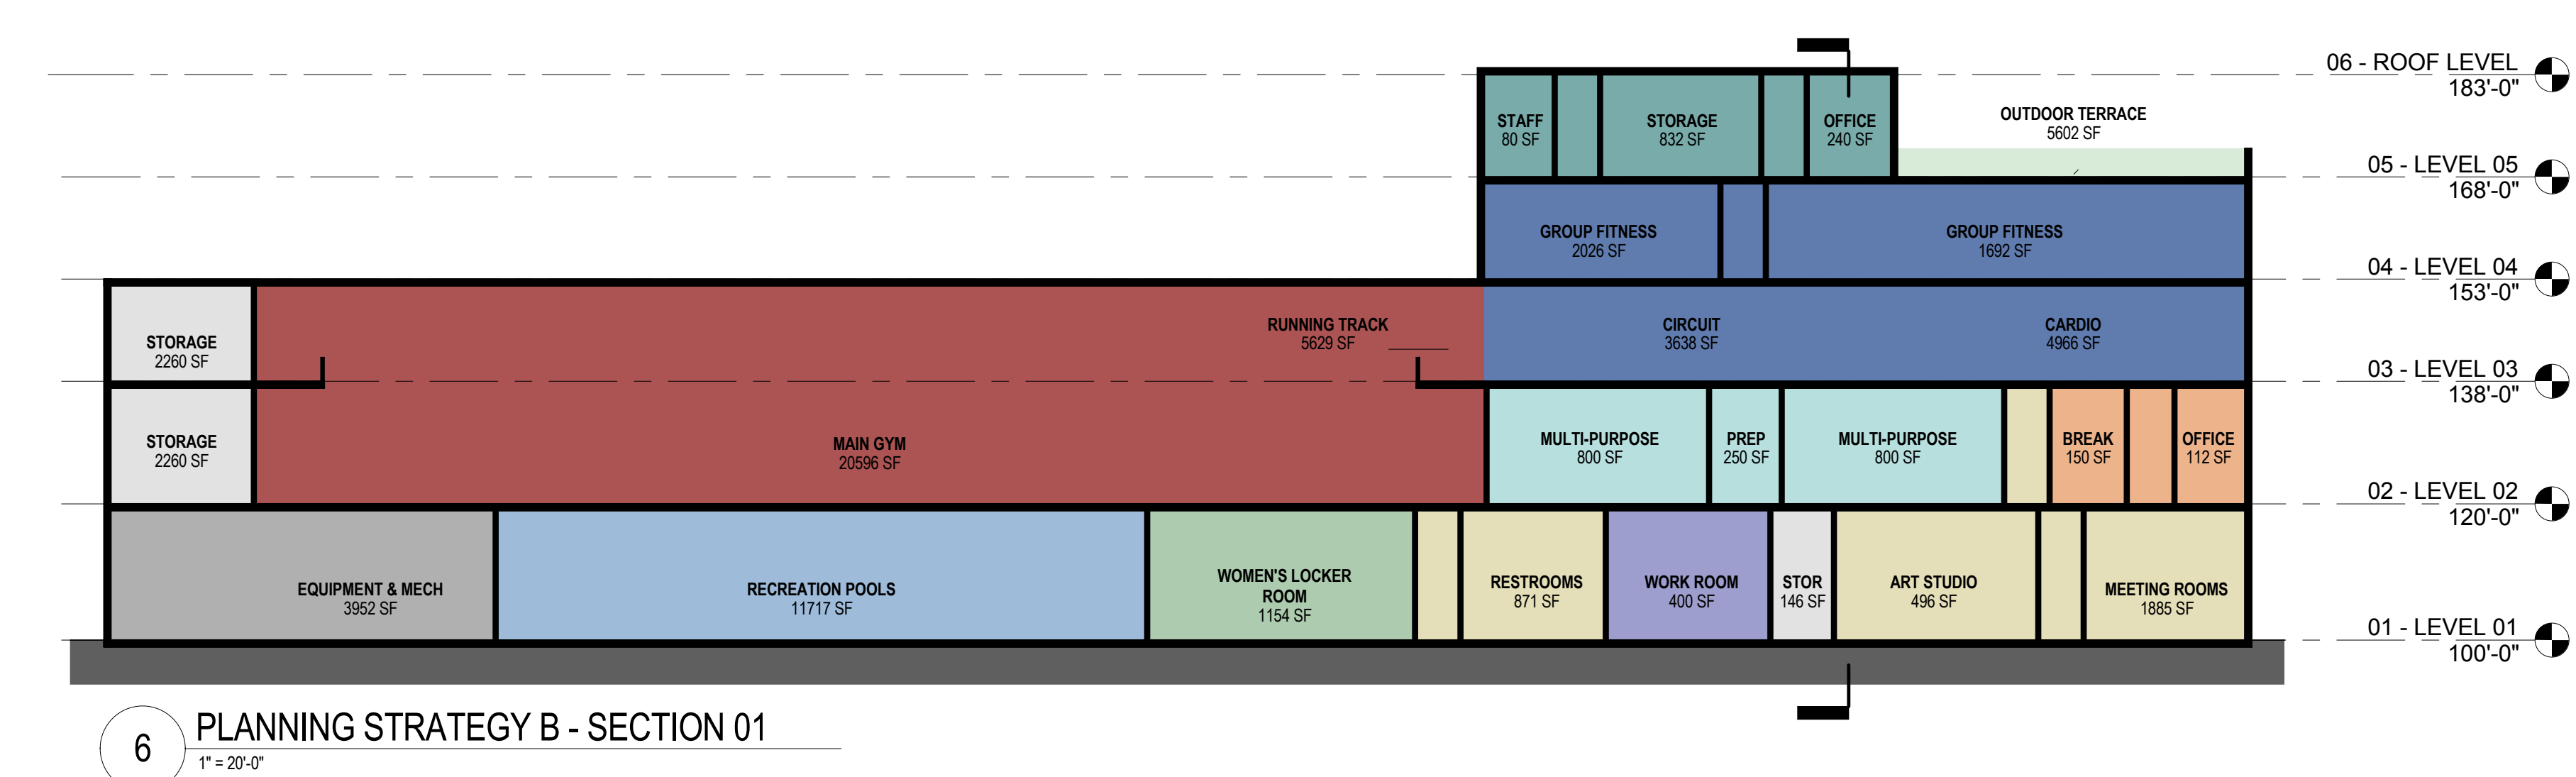 06 - ROOF LEVEL
183'-0"
STAFF
80 SF
STORAGE
832 SF
OFFICE
240 SF
OUTDOOR TERRACE
5602 SF
05 - LEVEL 05
168'-0"
GROUP FITNESS
2026 SF
GROUP FITNESS
1692 SF
04 - LEVEL 04
153'-0"
STORAGE
2260 SF
RUNNING TRACK
5629 SF
CIRCUIT
3638 SF
CARDIO
4966 SF
03 - LEVEL 03
138'-0"
STORAGE
2260 SF
MAIN GYM
20596 SF
MULTI-PURPOSE
800 SF
PREP
250 SF
MULTI-PURPOSE
800 SF
BREAK
150 SF
OFFICE
112 SF
02 - LEVEL 02
120'-0"
EQUIPMENT & MECH
3952 SF
RECREATION POOLS
11717 SF
WOMEN'S LOCKER
ROOM
1154 SF
RESTROOMS
871 SF
WORK ROOM
400 SF
STOR
146 SF
ART STUDIO
496 SF
MEETING ROOMS
1885 SF
01 - LEVEL 01
100'-0"
6
PLANNING STRATEGY B - SECTION 01
1" = 20'-0"